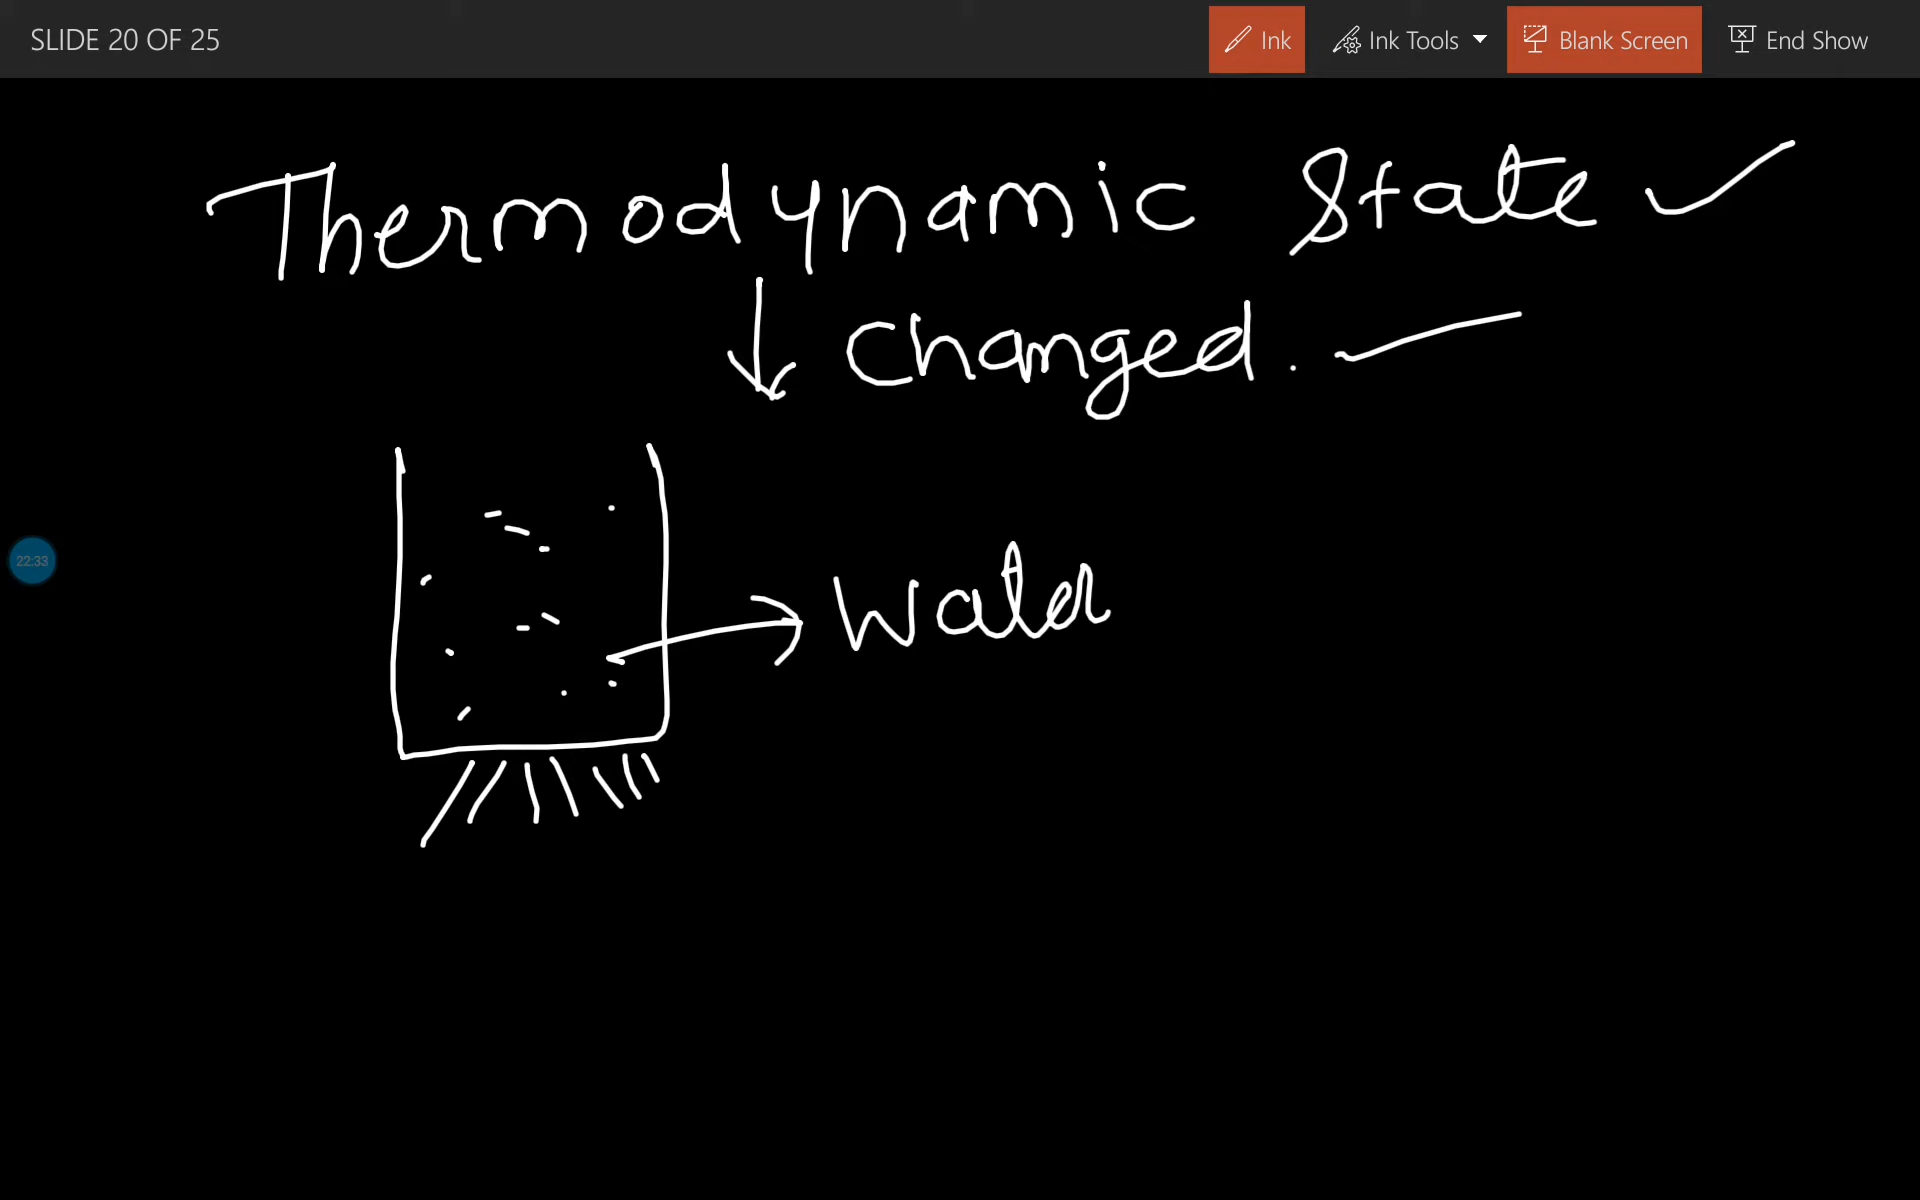 SLIDE 20 OF 25
Ink
Ink Tools
Blank Screen
End Show
Thermodynamic State
Changed.
22:33
Water